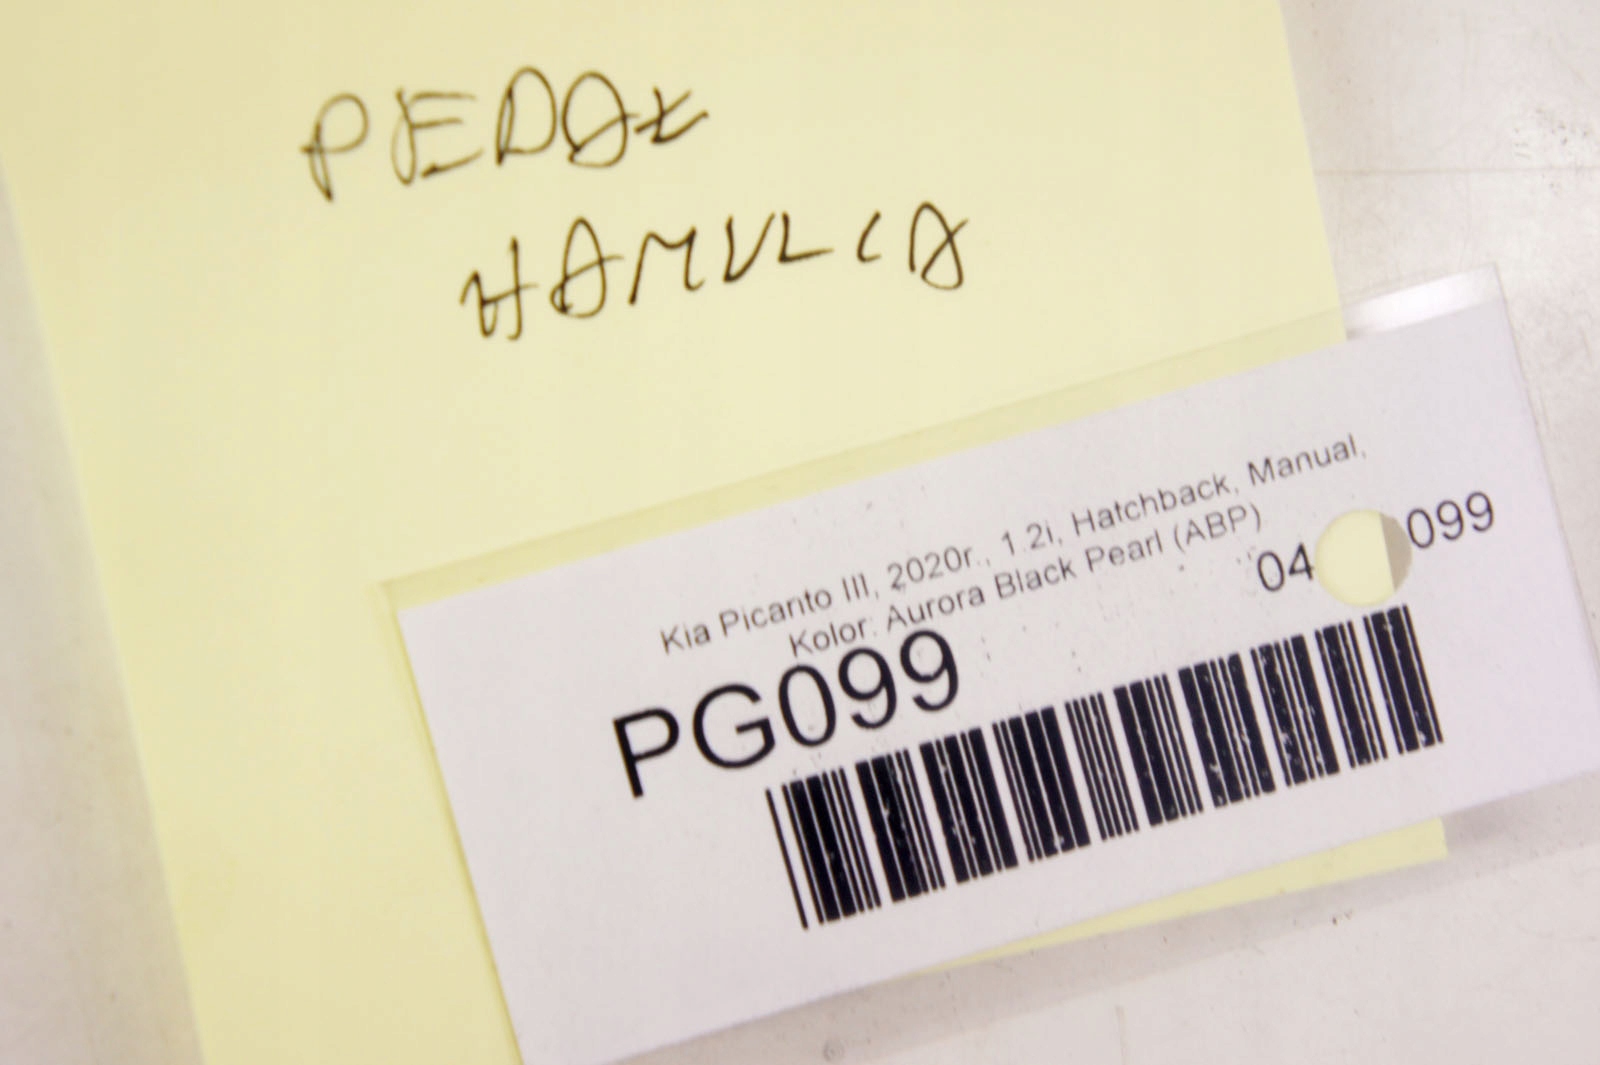 PEDAŁ
HAMULCA
Kia Picanto III, 2020r., 1.2i, Hatchback, Manual,
Kolor: Aurora Black Pearl (ABP)
04 099
PG099